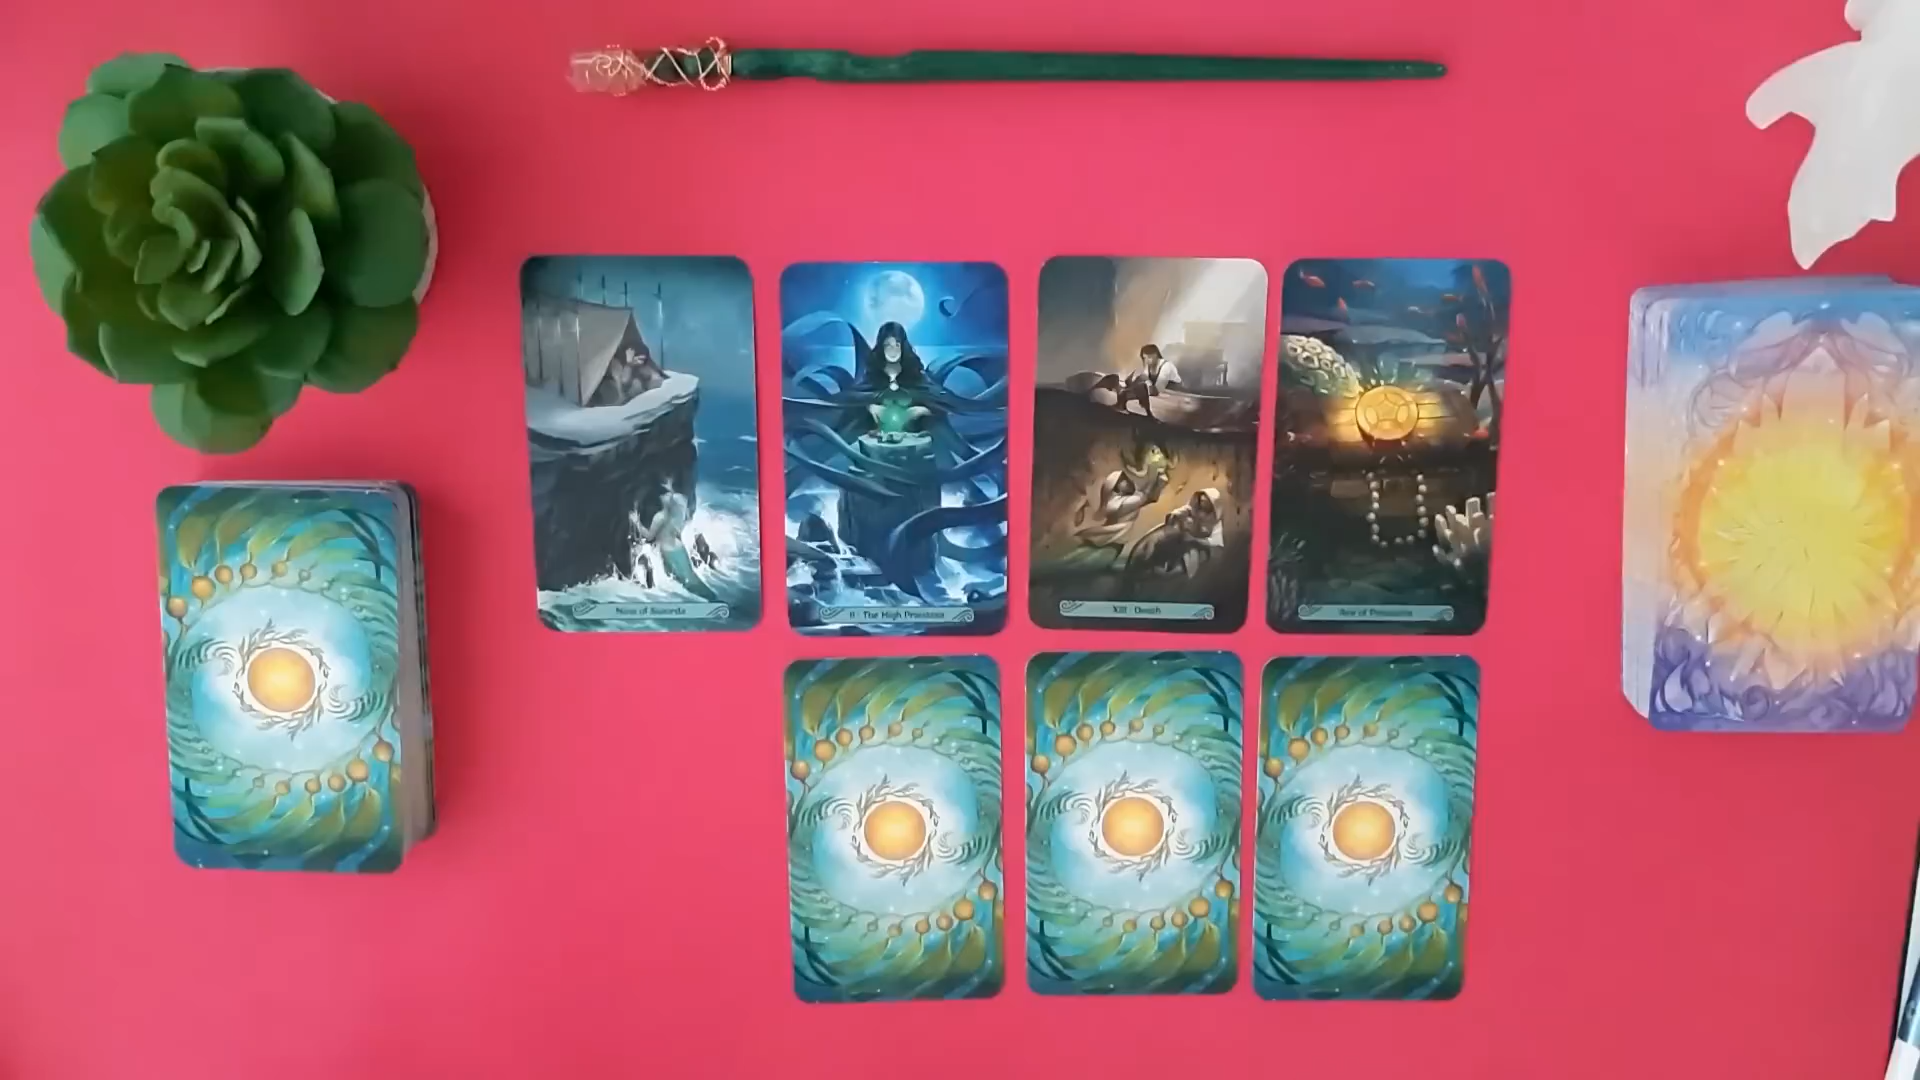 Nine of Swords
II : The High Priestess
XIII : Death
Ace of Pentacles